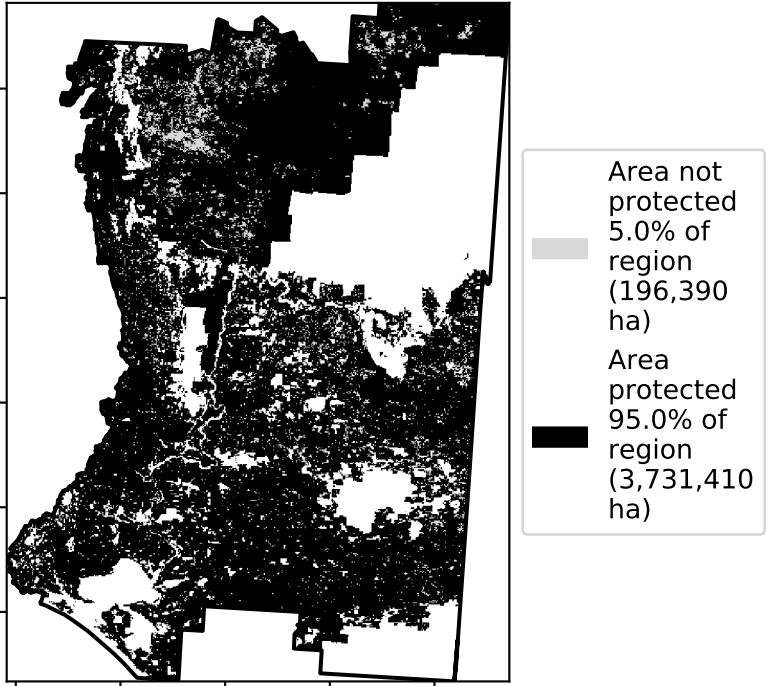 Area not
protected
5.0% of
region
(196,390
ha)
Area
protected
95.0% of
region
(3,731,410
ha)